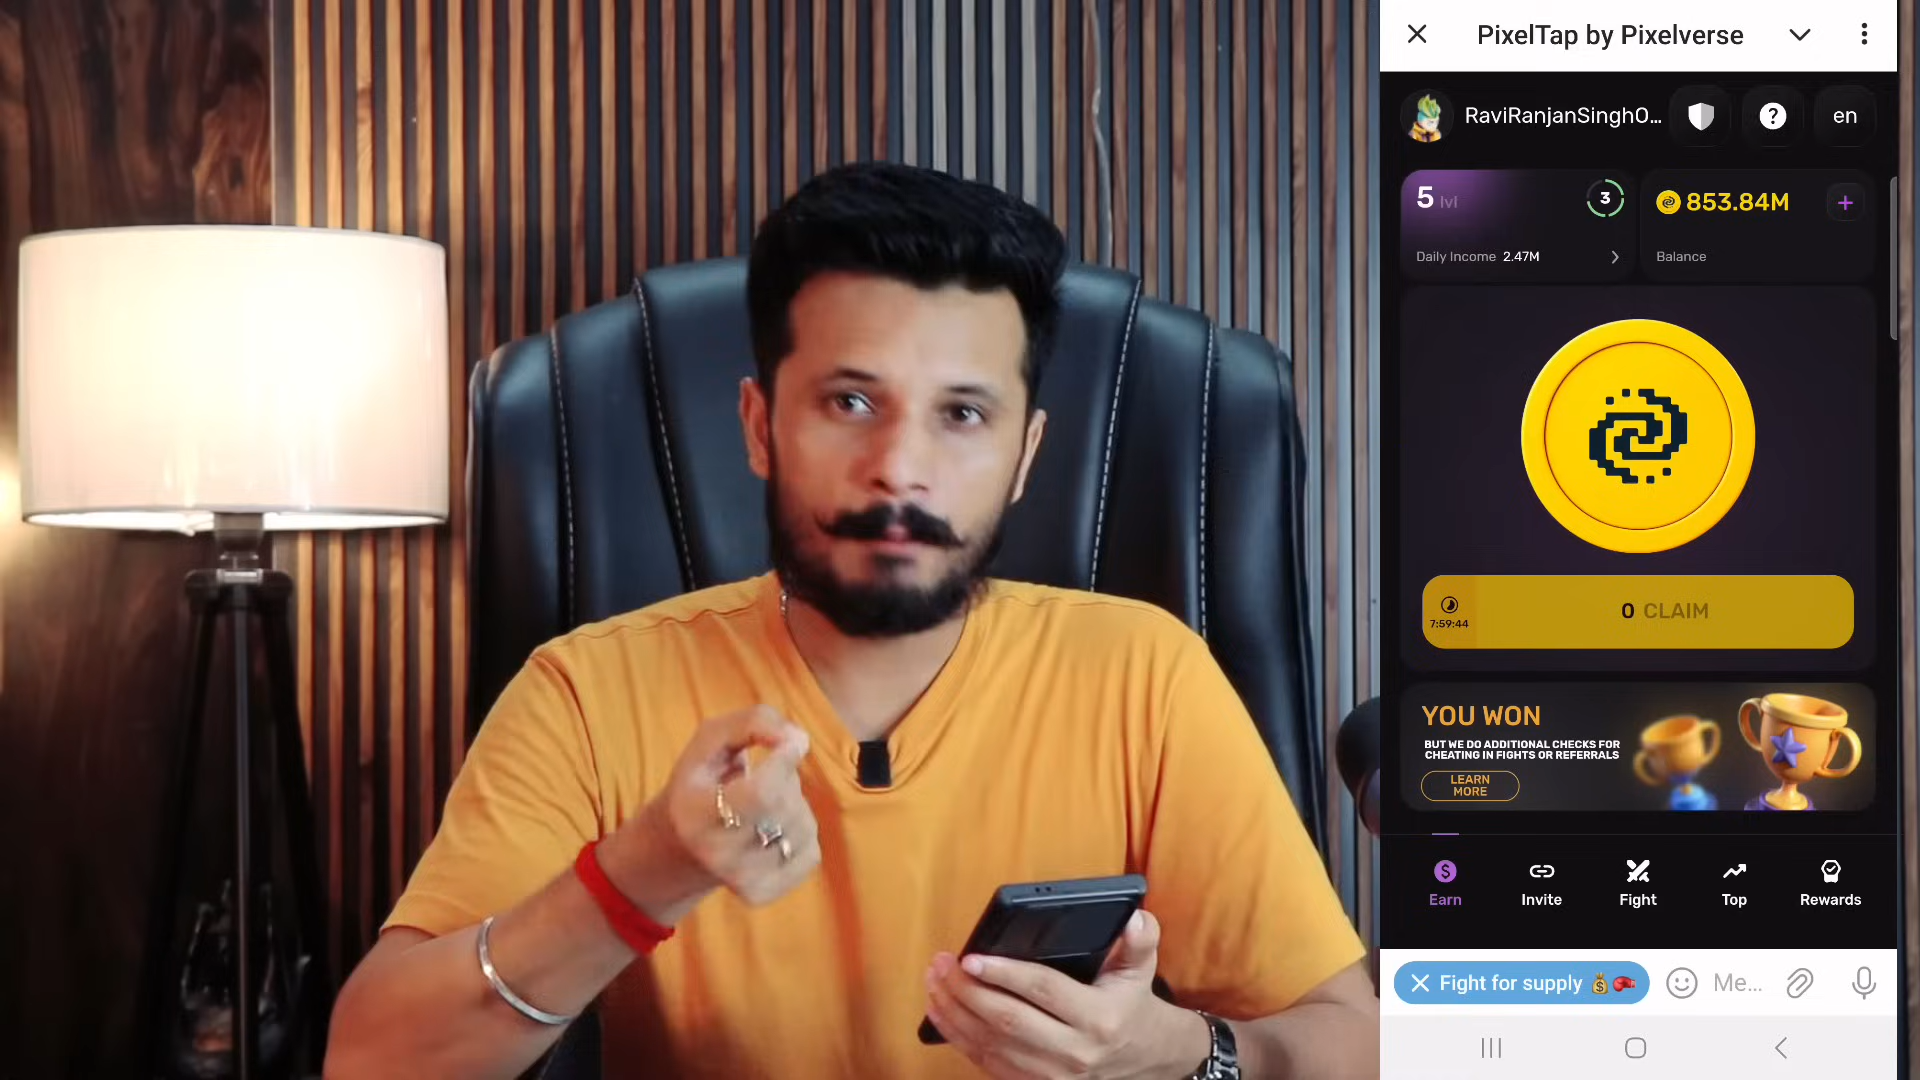 PixelTap by Pixelverse
RaviRanjanSinghO...
en
5 lvl
3
853.84M
+
Daily Income 2.47M
Balance
7:59:44
0 CLAIM
YOU WON
BUT WE DO ADDITIONAL CHECKS FOR
CHEATING IN FIGHTS OR REFERRALS
LEARN
MORE
Earn
Invite
Fight
Top
Rewards
Fight for supply 💰🥊
Me...